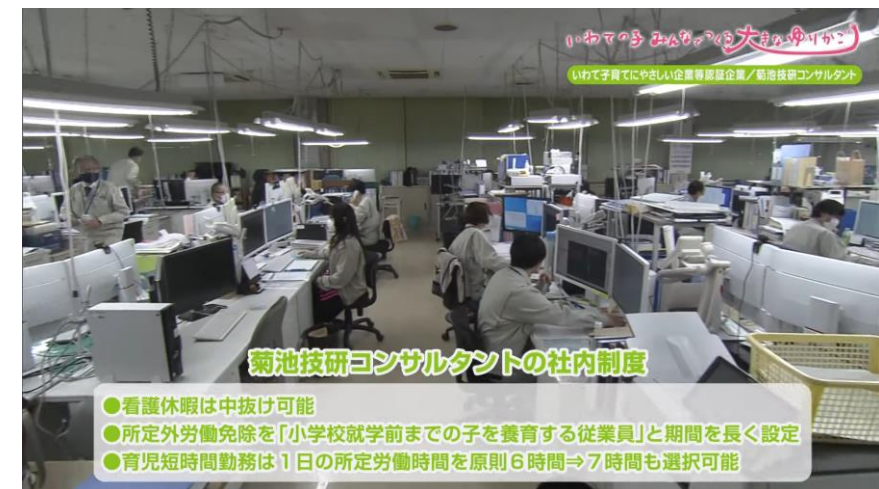 いわての子 みんなでつくる大きなゆりかご
いわて子育てにやさしい企業等認証企業／菊池技研コンサルタント
菊池技研コンサルタントの社内制度
●看護休暇は中抜け可能
●所定外労働免除を「小学校就学前までの子を養育する従業員」と期間を長く設定
●育児短時間勤務は１日の所定労働時間を原則６時間⇒７時間も選択可能